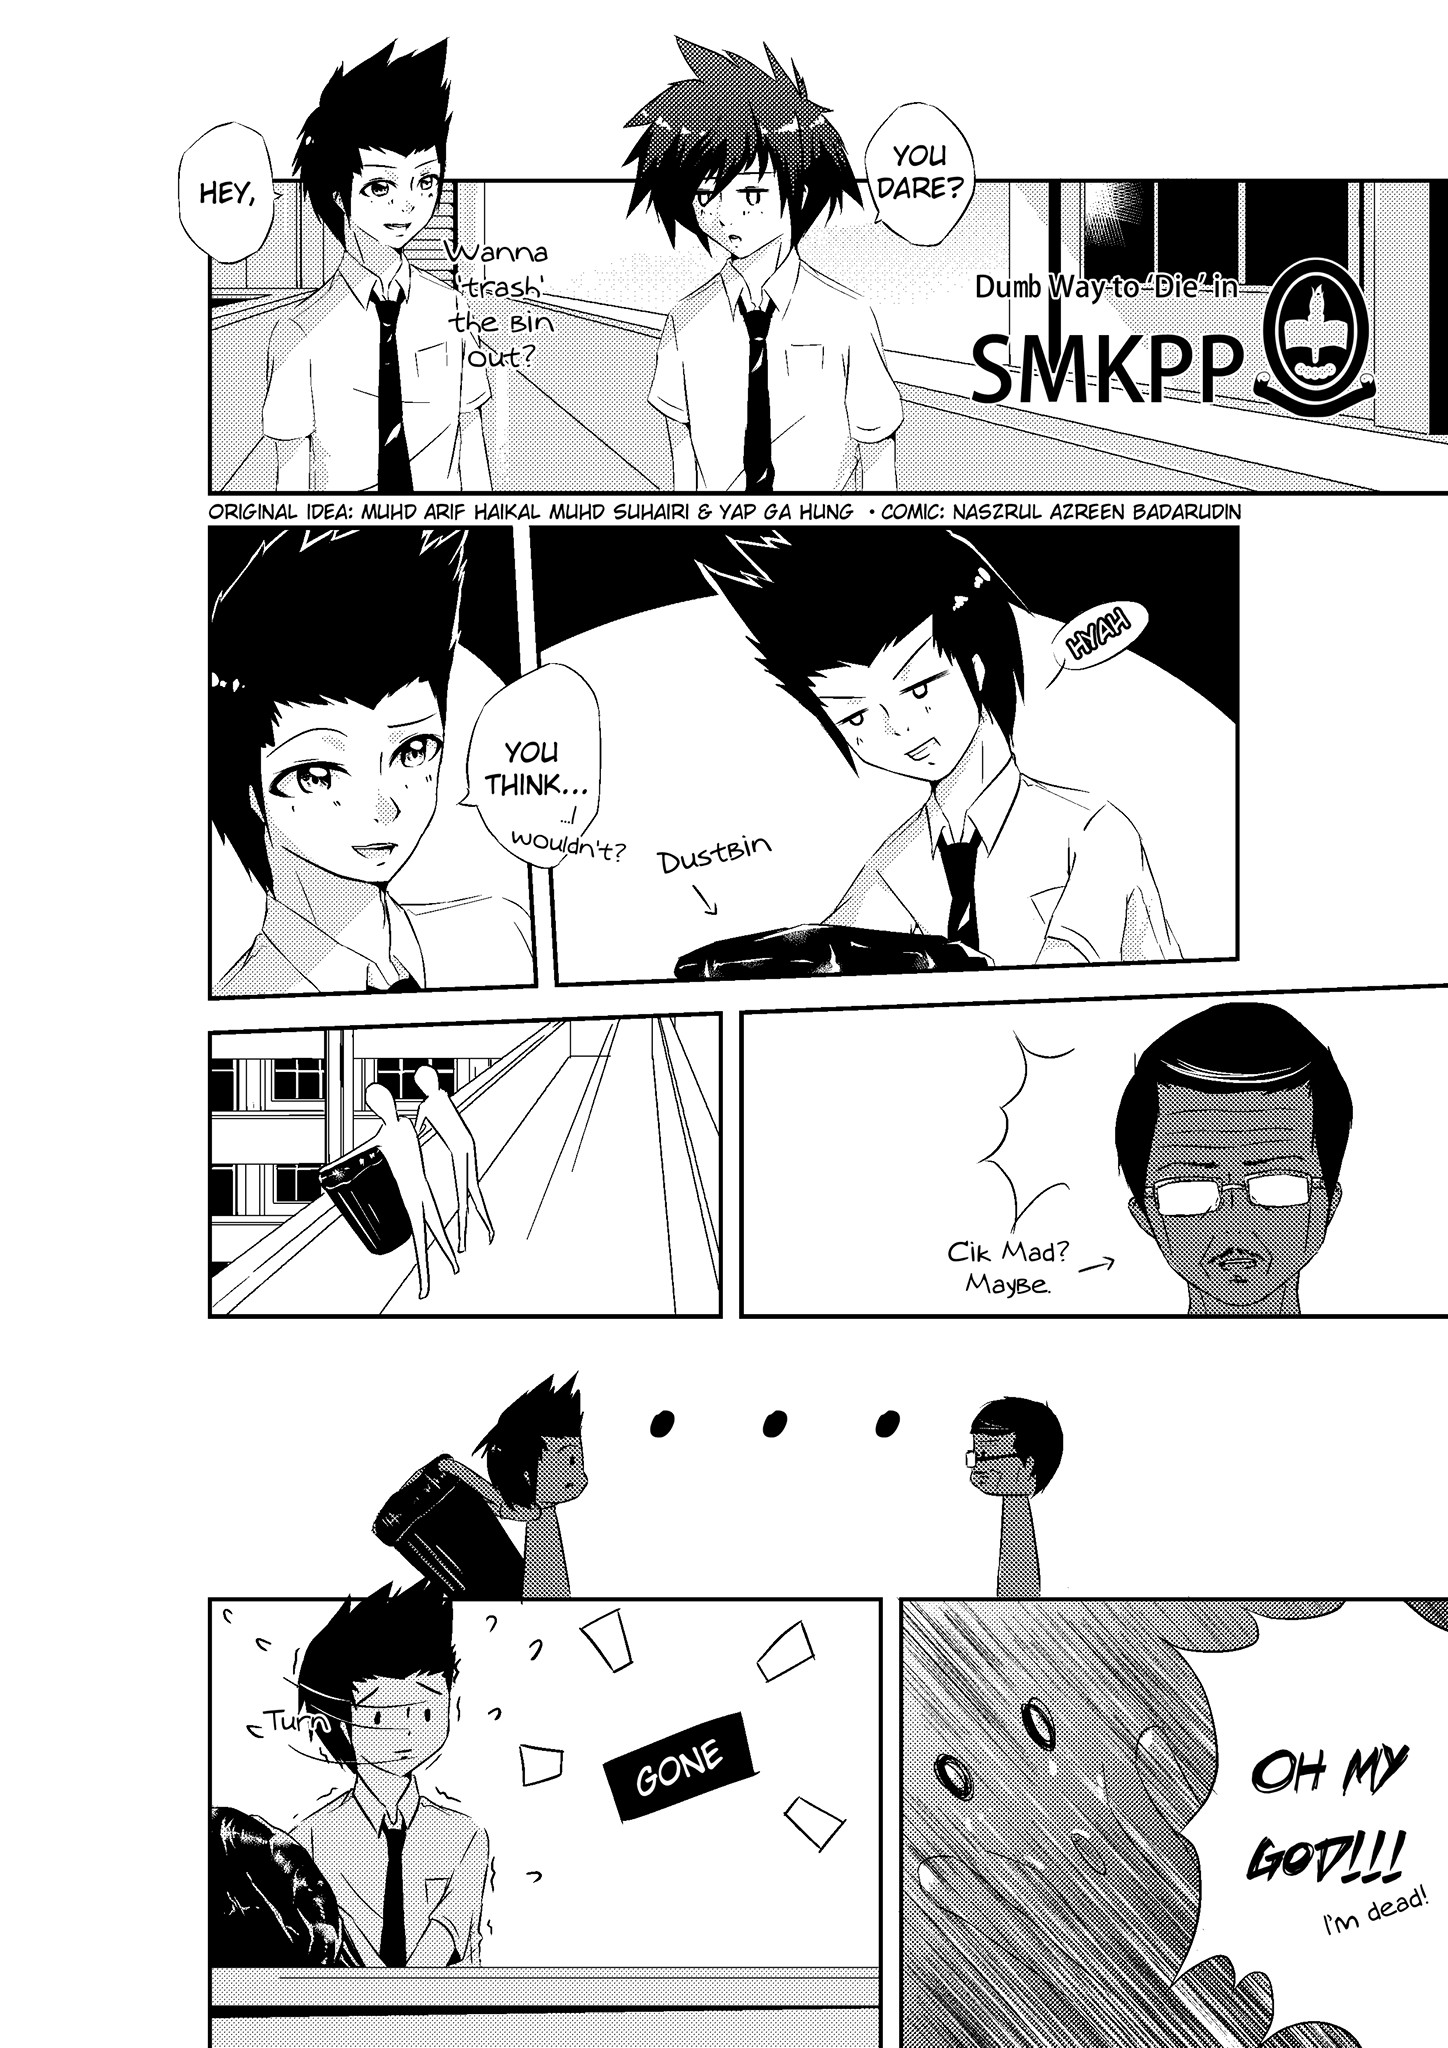 HEY,
Wanna
'trash'
the Bin
out?
YOU
DARE?
Dumb Way to 'Die' in
SMKPP
ORIGINAL IDEA: MUHD ARIF HAIKAL MUHD SUHAIRI & YAP GA HUNG • COMIC: NASZRUL AZREEN BADARUDIN
YOU
THINK...
...I
wouldn't?
DustBin
HYAH
Cik Mad?
MayBe.
Turn
GONE
OH MY
GOD!!!
I'm dead!